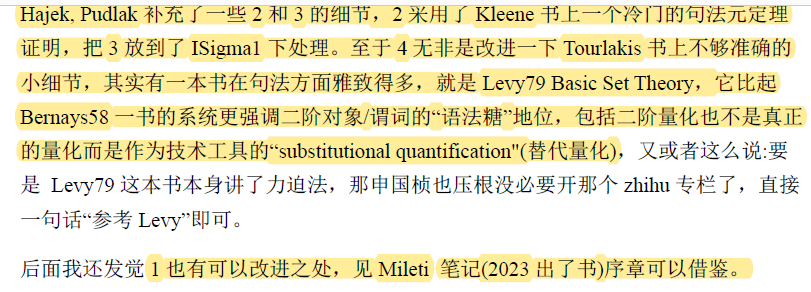 Hajek, Pudlak 补充了一些 2 和 3 的细节，2 采用了 Kleene 书上一个冷门的句法元定理
证明，把 3 放到了 ISigma1 下处理。至于 4 无非是改进一下 Tourlakis 书上不够准确的
小细节，其实有一本书在句法方面雅致得多，就是 Levy79 Basic Set Theory，它比起
Bernays58 一书的系统更强调二阶对象/谓词的“语法糖”地位，包括二阶量化也不是真正
的量化而是作为技术工具的“substitutional quantification"(替代量化)，又或者这么说:要
是 Levy79 这本书本身讲了力迫法，那申国桢也压根没必要开那个 zhihu 专栏了，直接
一句话“参考 Levy”即可。
后面我还发觉 1 也有可以改进之处，见 Mileti 笔记(2023 出了书)序章可以借鉴。